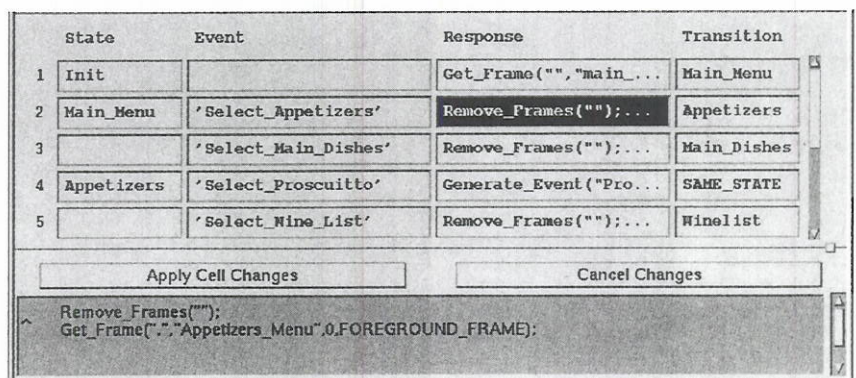 State Event Response Transition
1 Init Get_Frame("","main_... Main_Menu
2 Main_Menu 'Select_Appetizers' Remove_Frames("");... Appetizers
3 'Select_Main_Dishes' Remove_Frames("");... Main_Dishes
4 Appetizers 'Select_Proscuitto' Generate_Event("Pro... SAME_STATE
5 'Select_Wine_List' Remove_Frames("");... Winelist
Apply Cell Changes Cancel Changes
Remove_Frames("");
Get_Frame(".","Appetizers_Menu",0,FOREGROUND_FRAME);